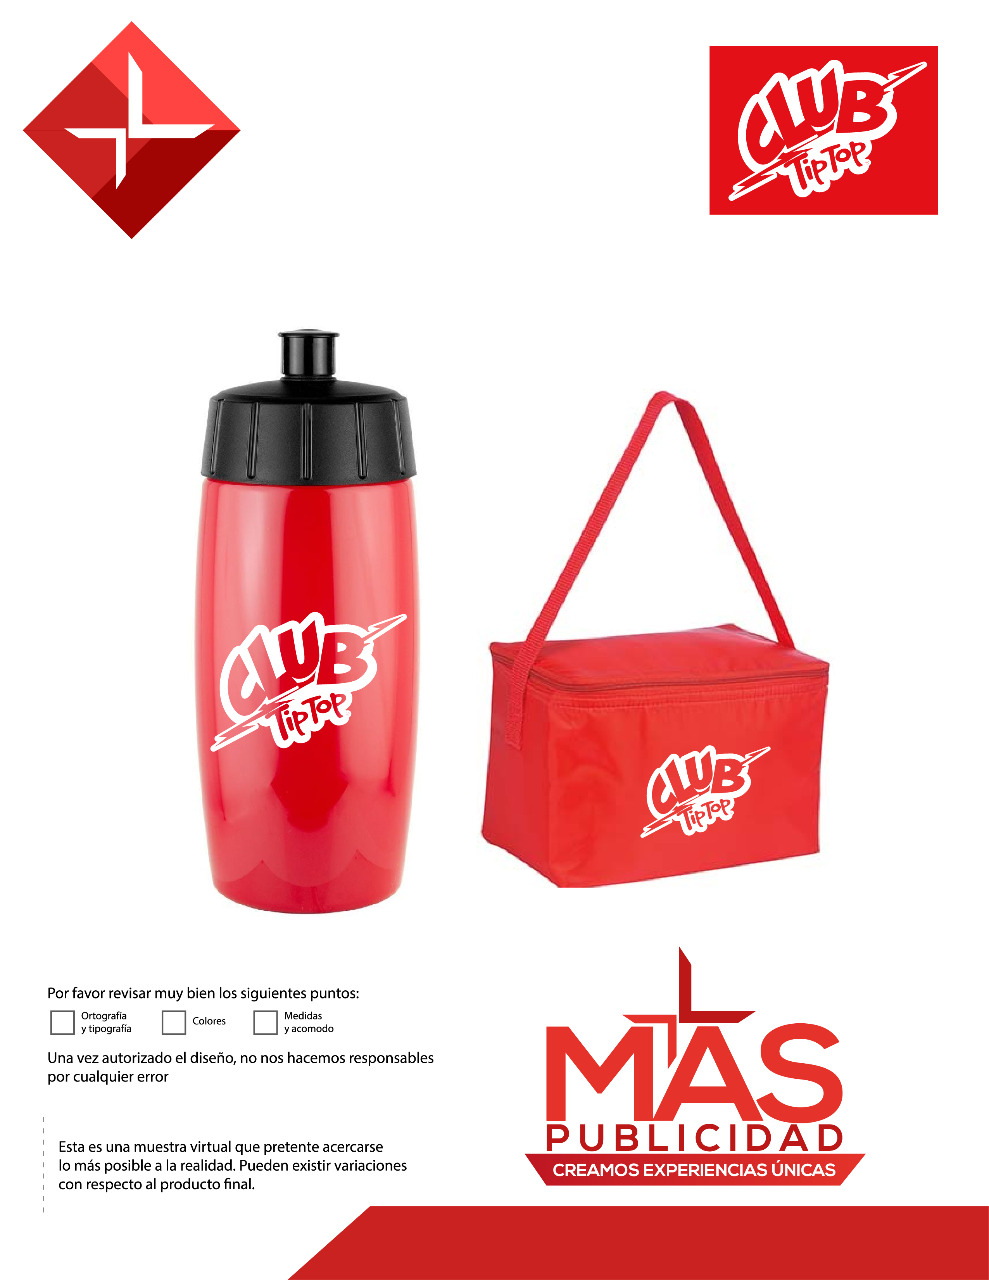 CLUB
TipTop
CLUB
TipTop
CLUB
TipTop
Por favor revisar muy bien los siguientes puntos:
Ortografía
y tipografía
Colores
Medidas
y acomodo
Una vez autorizado el diseño, no nos hacemos responsables
por cualquier error
Esta es una muestra virtual que pretente acercarse
lo más posible a la realidad. Pueden existir variaciones
con respecto al producto final.
MAS
PUBLICIDAD
CREAMOS EXPERIENCIAS ÚNICAS